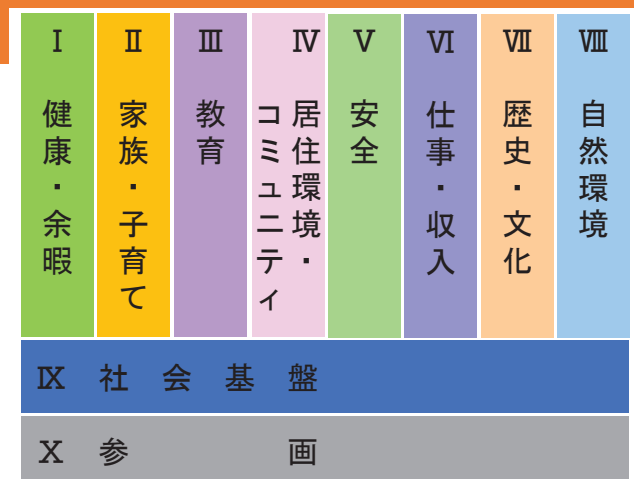 Ⅰ 健康・余暇
Ⅱ 家族・子育て
Ⅲ 教育
Ⅳ 居住環境・
コミュニティ
Ⅴ 安全
Ⅵ 仕事・収入
Ⅶ 歴史・文化
Ⅷ 自然環境
Ⅸ 社会基盤
Ⅹ 参画